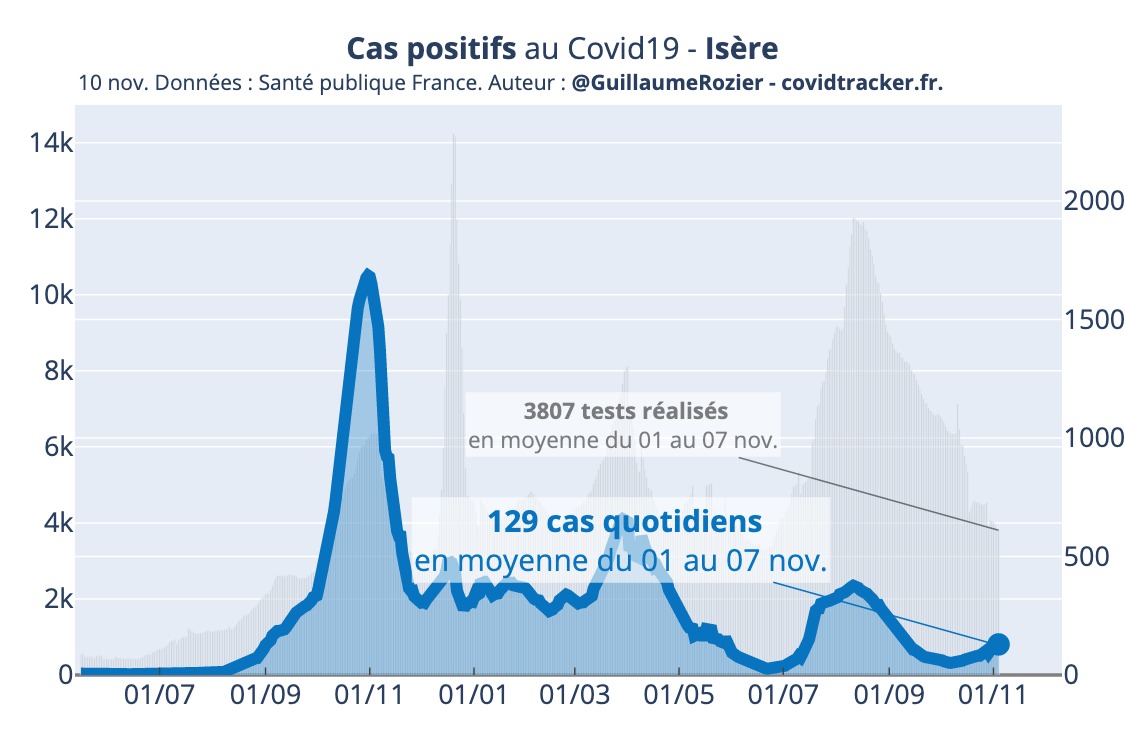 Cas positifs au Covid19 - Isère
10 nov. Données : Santé publique France. Auteur : @GuillaumeRozier - covidtracker.fr.
14k
12k
10k
8k
6k
4k
2k
0
2000
1500
1000
500
0
3807 tests réalisés
en moyenne du 01 au 07 nov.
129 cas quotidiens
en moyenne du 01 au 07 nov.
01/07 01/09 01/11 01/01 01/03 01/05 01/07 01/09 01/11